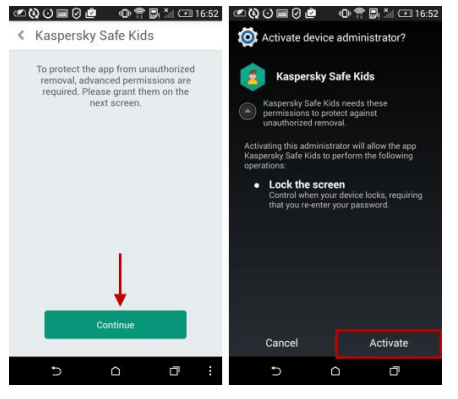 16:52
Kaspersky Safe Kids
To protect the app from unauthorized
removal, advanced permissions are
required. Please grant them on the
next screen.
Continue
16:52
Activate device administrator?
Kaspersky Safe Kids
Kaspersky Safe Kids needs these
permissions to protect against
unauthorized removal.
Activating this administrator will allow the app
Kaspersky Safe Kids to perform the following
operations:
Lock the screen
Control when your device locks, requiring
that you re-enter your password.
Cancel Activate